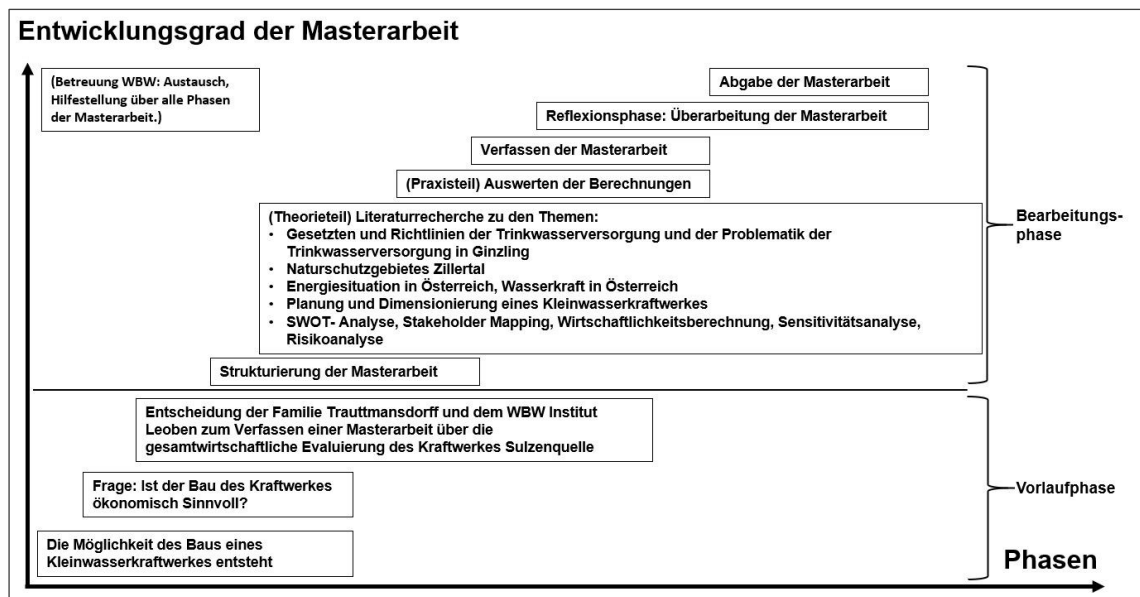 Entwicklungsgrad der Masterarbeit
(Betreuung WBW: Austausch,
Hilfestellung über alle Phasen
der Masterarbeit.)
Abgabe der Masterarbeit
Reflexionsphase: Überarbeitung der Masterarbeit
Verfassen der Masterarbeit
(Praxisteil) Auswerten der Berechnungen
(Theorieteil) Literaturrecherche zu den Themen:
• Gesetzten und Richtlinien der Trinkwasserversorgung und der Problematik der
Trinkwasserversorgung in Ginzling
• Naturschutzgebietes Zillertal
• Energiesituation in Österreich, Wasserkraft in Österreich
• Planung und Dimensionierung eines Kleinwasserkraftwerkes
• SWOT- Analyse, Stakeholder Mapping, Wirtschaftlichkeitsberechnung, Sensitivitätsanalyse,
Risikoanalyse
Strukturierung der Masterarbeit
Bearbeitungs-
phase
Entscheidung der Familie Trauttmansdorff und dem WBW Institut
Leoben zum Verfassen einer Masterarbeit über die
gesamtwirtschaftliche Evaluierung des Kraftwerkes Sulzenquelle
Frage: Ist der Bau des Kraftwerkes
ökonomisch Sinnvoll?
Die Möglichkeit des Baus eines
Kleinwasserkraftwerkes entsteht
Vorlaufphase
Phasen